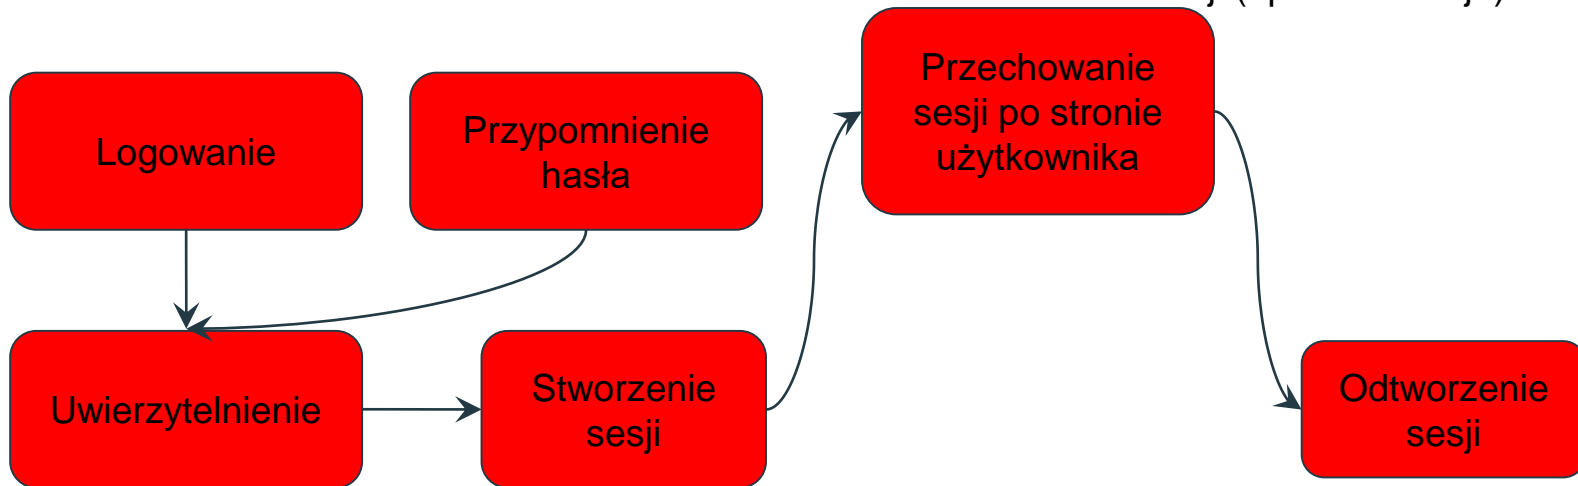 Przechowanie
sesji po stronie
użytkownika
Logowanie
Przypomnienie
hasła
Uwierzytelnienie
Stworzenie
sesji
Odtworzenie
sesji